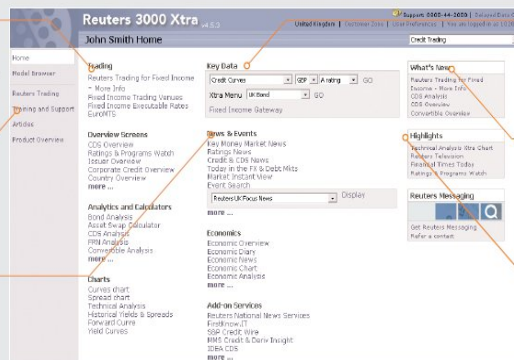 Reuters 3000 Xtra
Support: 0800-44-3000 | Delayed Data
United Kingdom | Customer Zone | User Preferences | You are logged in at
John Smith Home
Credit Trading
Home
Model Browser
Reuters Trading
Training and Support
Articles
Product Overview
Trading
Reuters Trading for Fixed Income
- More Info
Fixed Income Trading Venues
Fixed Income Executable Rates
EuroMTS
Overview Screens
CDS Overview
Ratings & Programs Watch
Issuer Overview
Corporate Credit Overview
Country Overview
more ...
Analytics and Calculators
Bond Analysis
Asset Swap Calculator
CDS Analysis
FRN Analysis
Convertible Analysis
more ...
Charts
Curves chart
Spread chart
Technical Analysis
Historical Yields & Spreads
Forward Curve
Yield Curves
Key Data
Credit Curves
GBP
A rating
GO
Xtra Menu
UK Bond
GO
Fixed Income Gateway
News & Events
Key Money Market News
Ratings News
Credit & CDS News
Today in the FX & Debt Mkts
Market Instant View
Event Search
Reuters UK Focus News
Display
more ...
Economics
Economic Overview
Economic Diary
Economic News
Economic Chart
Economic Analysis
more ...
Add-on Services
Reuters National News Services
FirstKnow.IT
S&P Credit Wire
MMS Credit & Deriv Insight
IDEA CDS
more ...
What's New
Reuters Trading for Fixed
Income - More Info
CDS Analysis
CDS Overview
Convertible Overview
Highlights
Technical Analysis Xtra Chart
Reuters Television
Financial Times Today
Ratings & Programs Watch
Reuters Messaging
Get Reuters Messaging
Refer a contact